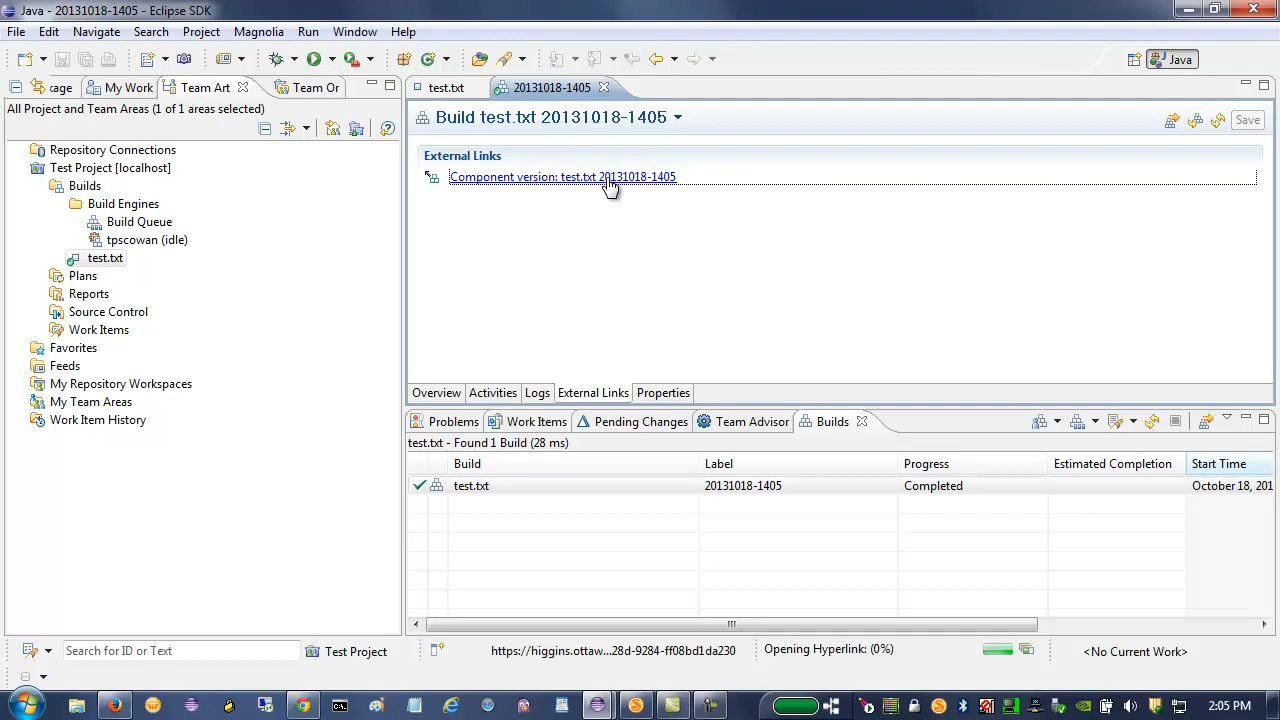 Java - 20131018-1405 - Eclipse SDK
File Edit Navigate Search Project Magnolia Run Window Help
Java
cage My Work Team Art Team Or
All Project and Team Areas (1 of 1 areas selected)
Repository Connections
Test Project [localhost]
Builds
Build Engines
Build Queue
tpscowan (idle)
test.txt
Plans
Reports
Source Control
Work Items
Favorites
Feeds
My Repository Workspaces
My Team Areas
Work Item History
test.txt 20131018-1405
Build test.txt 20131018-1405
Save
External Links
Component version: test.txt 20131018-1405
Overview Activities Logs External Links Properties
Problems Work Items Pending Changes Team Advisor Builds
test.txt - Found 1 Build (28 ms)
Build Label Progress Estimated Completion Start Time
test.txt 20131018-1405 Completed October 18, 201
Search for ID or Text Test Project https://higgins.ottaw...28d-9284-ff08bd1da230 Opening Hyperlink: (0%) <No Current Work>
2:05 PM